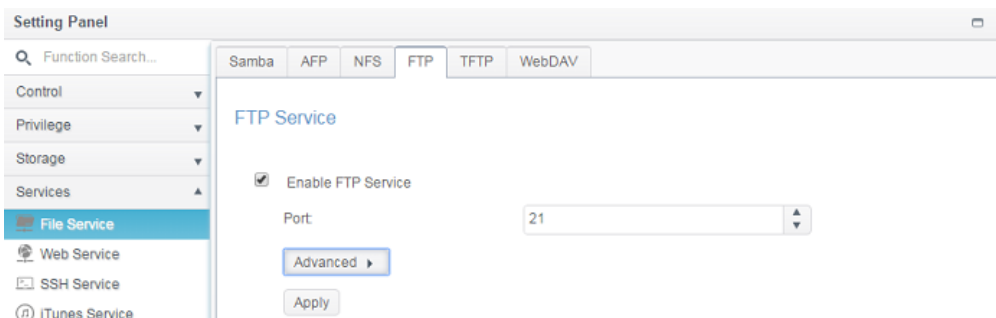 Setting Panel
Function Search...
Control
Privilege
Storage
Services
File Service
Web Service
SSH Service
iTunes Service
Samba AFP NFS FTP TFTP WebDAV
FTP Service
Enable FTP Service
Port: 21
Advanced
Apply